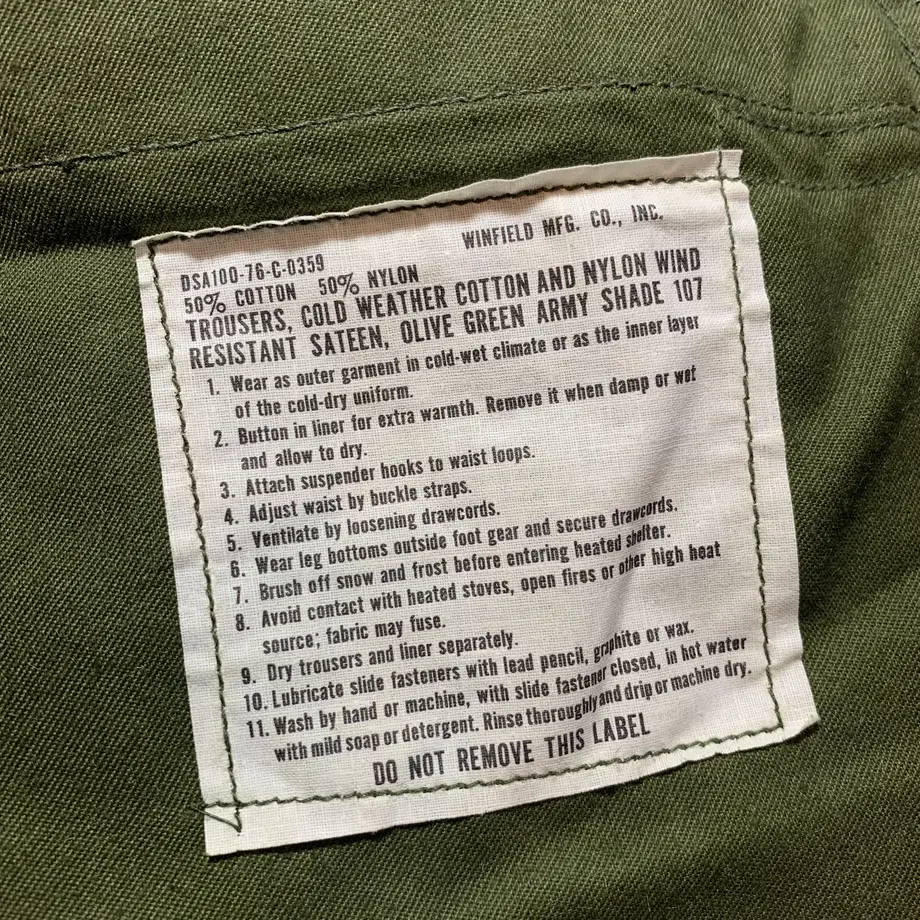 WINFIELD MFG. CO., INC.
DSA100-76-C-0359
50% COTTON 50% NYLON
TROUSERS, COLD WEATHER COTTON AND NYLON WIND
RESISTANT SATEEN, OLIVE GREEN ARMY SHADE 107
1. Wear as outer garment in cold-wet climate or as the inner layer
of the cold-dry uniform.
2. Button in liner for extra warmth. Remove it when damp or wet
and allow to dry.
3. Attach suspender hooks to waist loops.
4. Adjust waist by buckle straps.
5. Ventilate by loosening drawcords.
6. Wear leg bottoms outside foot gear and secure drawcords.
7. Brush off snow and frost before entering heated shelter.
8. Avoid contact with heated stoves, open fires or other high heat
source; fabric may fuse.
9. Dry trousers and liner separately.
10. Lubricate slide fasteners with lead pencil, graphite or wax.
11. Wash by hand or machine, with slide fastener closed, in hot water
with mild soap or detergent. Rinse thoroughly and drip or machine dry.
DO NOT REMOVE THIS LABEL